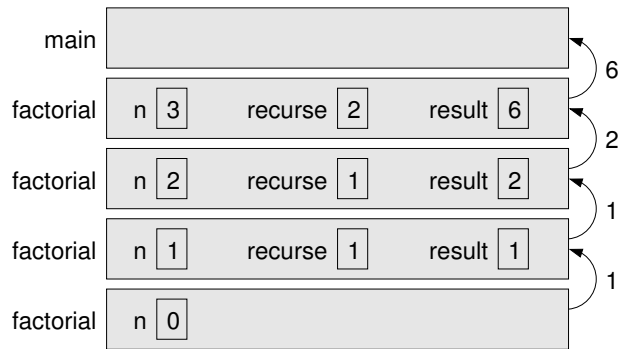 main
6
factorial n 3 recurse 2 result 6
2
factorial n 2 recurse 1 result 2
1
factorial n 1 recurse 1 result 1
1
factorial n 0